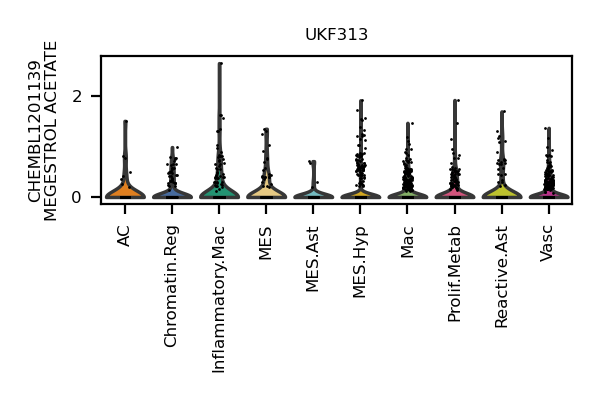 UKF313
CHEMBL1201139
MEGESTROL ACETATE
2
0
AC
Chromatin.Reg
Inflammatory.Mac
MES
MES.Ast
MES.Hyp
Mac
Prolif.Metab
Reactive.Ast
Vasc